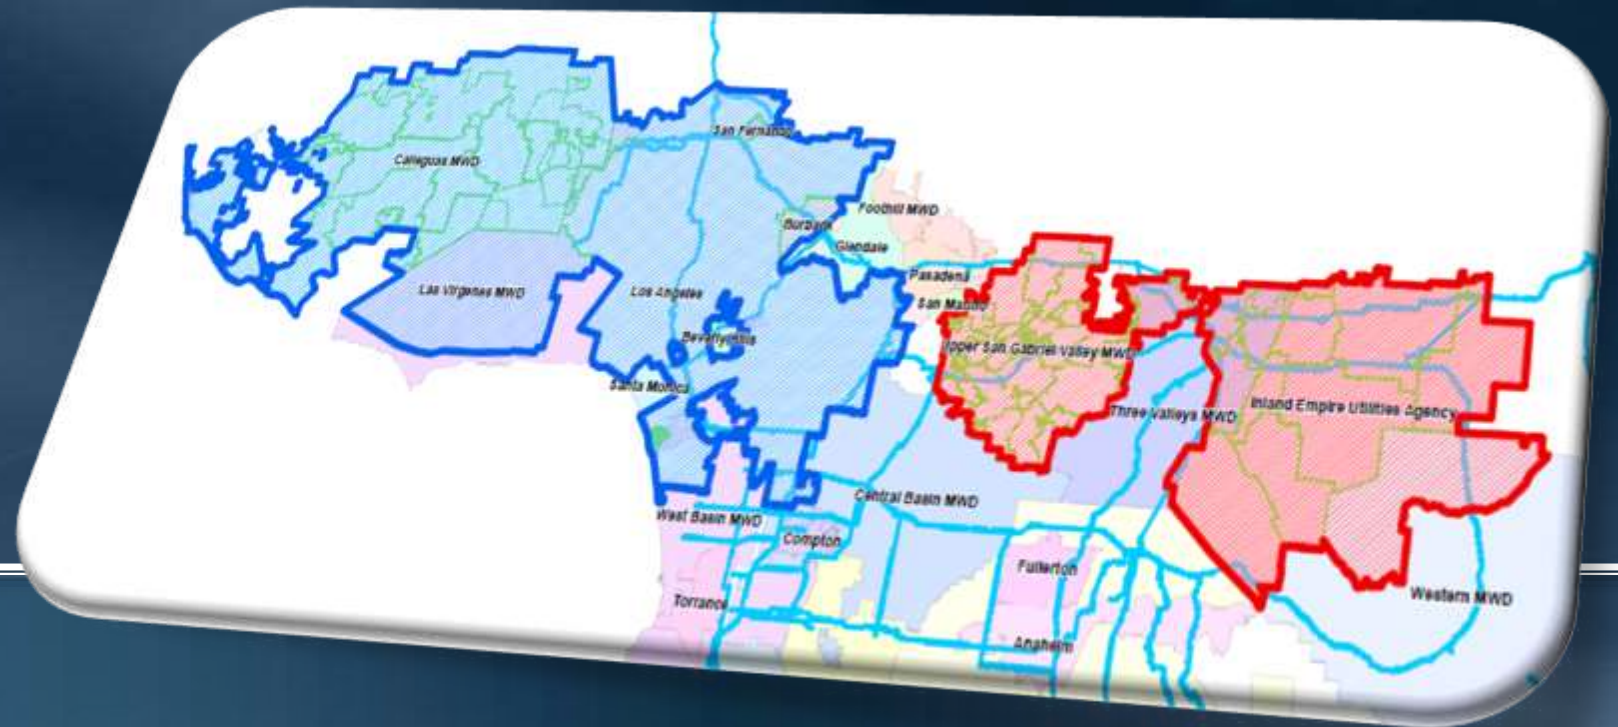 San Fernando
Calleguas MWD
Foothill MWD
Burbank
Glendale
Pasadena
Las Virgenes MWD
Los Angeles
San Marino
Beverly Hills
Upper San Gabriel Valley MWD
Santa Monica
Three Valleys MWD
Inland Empire Utilities Agency
Central Basin MWD
West Basin MWD
Compton
Fullerton
Western MWD
Torrance
Anaheim